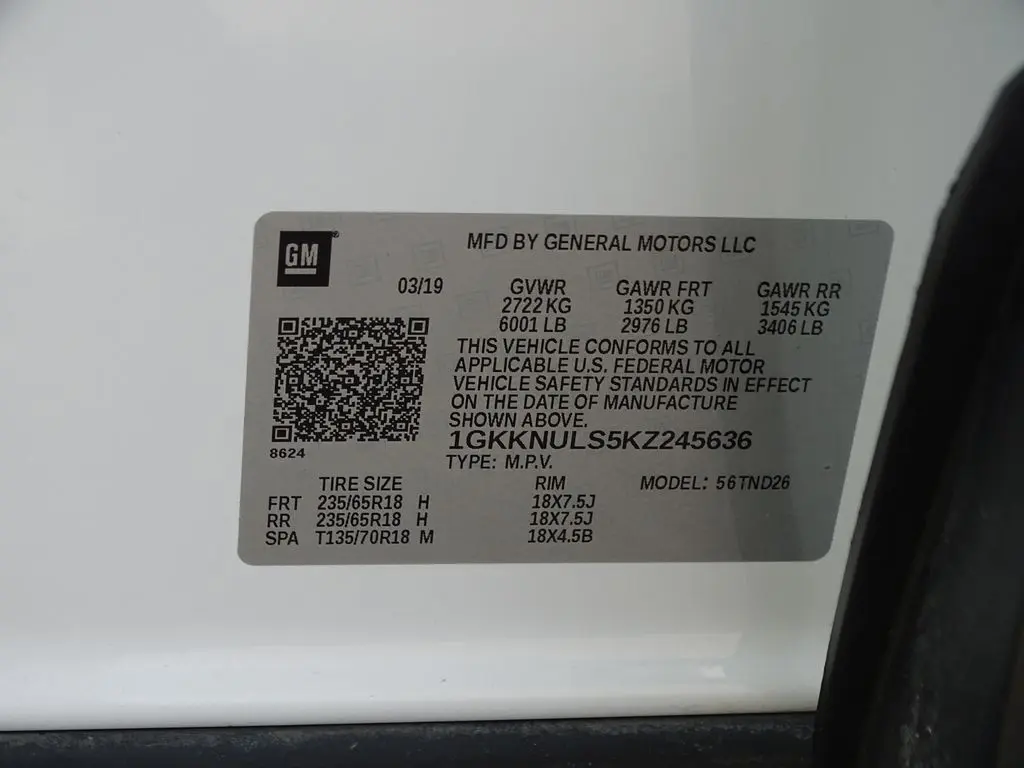 GM
MFD BY GENERAL MOTORS LLC
03/19 GVWR GAWR FRT GAWR RR
2722 KG 1350 KG 1545 KG
6001 LB 2976 LB 3406 LB
THIS VEHICLE CONFORMS TO ALL
APPLICABLE U.S. FEDERAL MOTOR
VEHICLE SAFETY STANDARDS IN EFFECT
ON THE DATE OF MANUFACTURE
SHOWN ABOVE.
1GKKNULS5KZ245636
8624
TYPE: M.P.V.
TIRE SIZE RIM MODEL: 56TND26
FRT 235/65R18 H 18X7.5J
RR 235/65R18 H 18X7.5J
SPA T135/70R18 M 18X4.5B